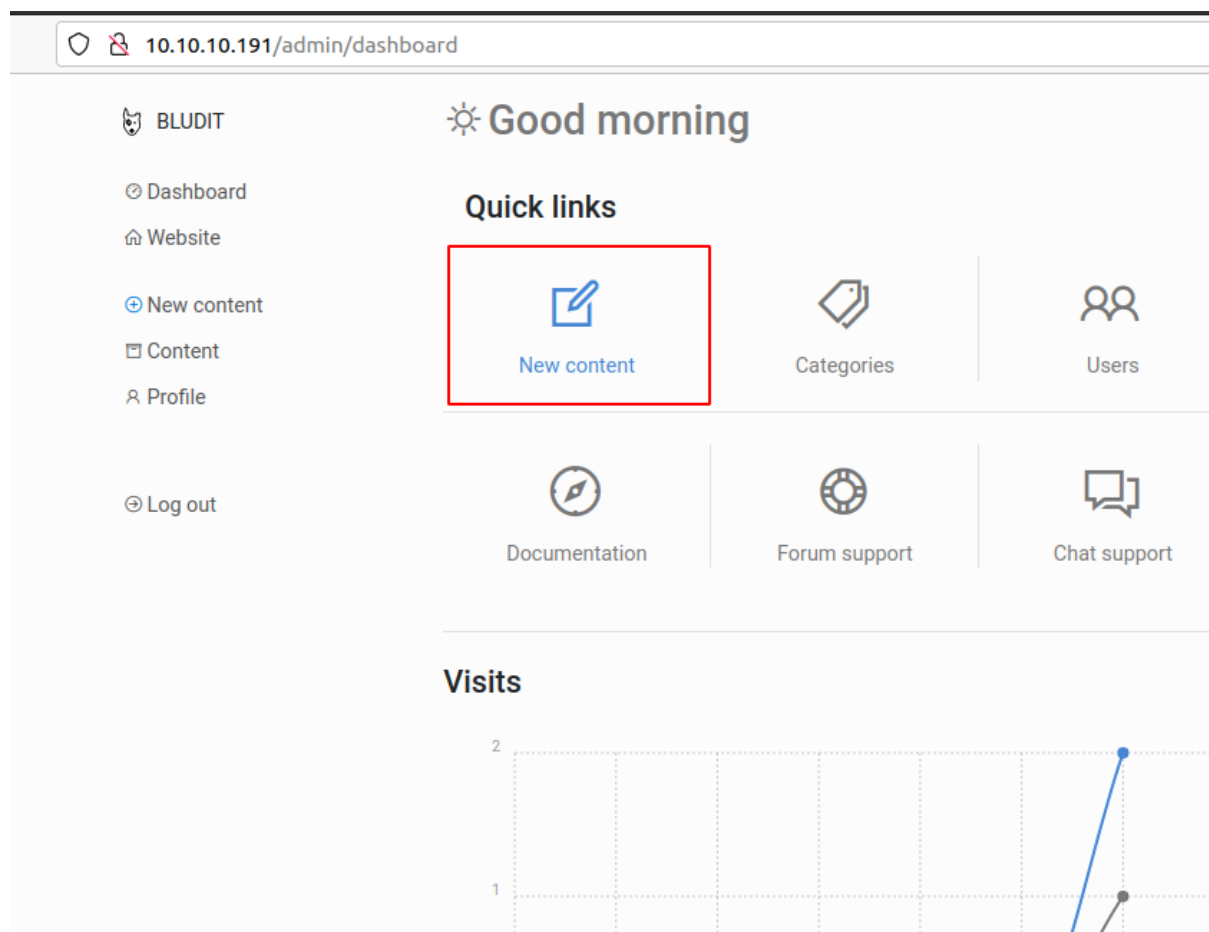 10.10.10.191/admin/dashboard
BLUDIT
Good morning
Dashboard
Website
Quick links
New content
Content
Profile
New content
Categories
Users
Log out
Documentation
Forum support
Chat support
Visits
2
1